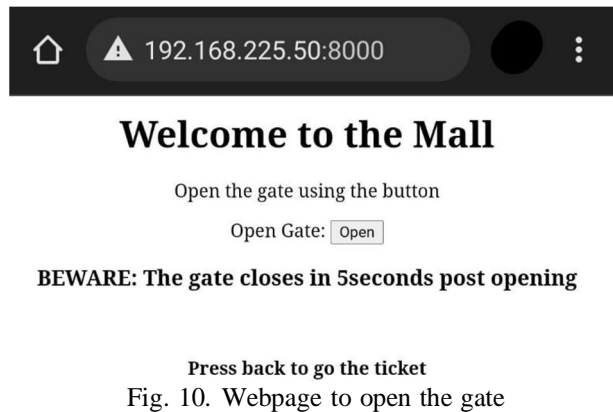 192.168.225.50:8000
Welcome to the Mall
Open the gate using the button
Open Gate: Open
BEWARE: The gate closes in 5seconds post opening
Press back to go the ticket
Fig. 10. Webpage to open the gate